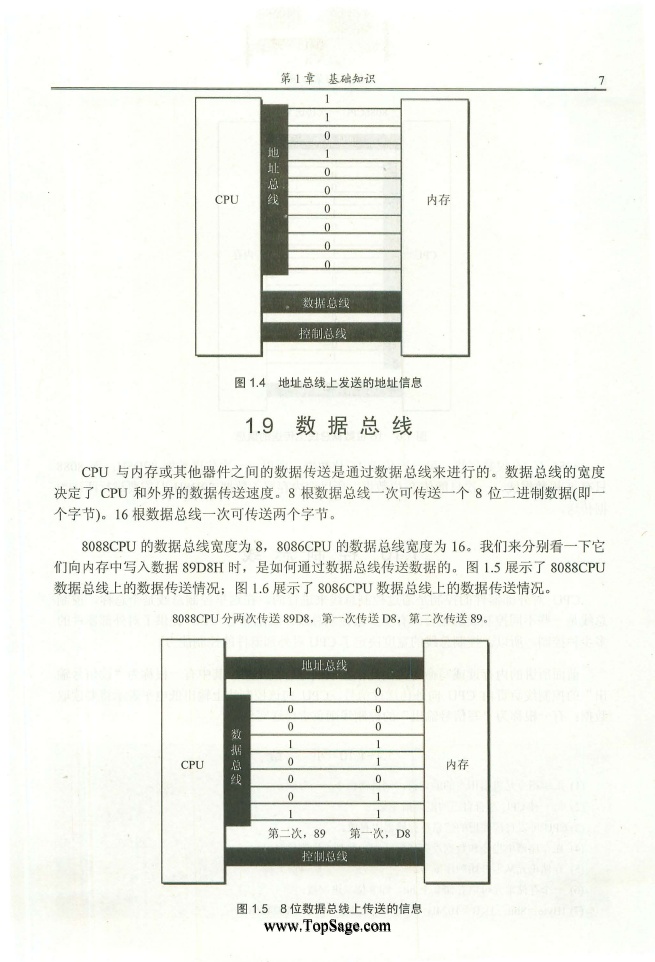 第1章 基础知识 7
1
1
0
1
0
0
0
0
0
0
地址总线
CPU
内存
数据总线
控制总线
图 1.4 地址总线上发送的地址信息
1.9 数据总线
CPU 与内存或其他器件之间的数据传送是通过数据总线来进行的。数据总线的宽度
决定了 CPU 和外界的数据传送速度。8 根数据总线一次可传送一个 8 位二进制数据(即一
个字节)。16 根数据总线一次可传送两个字节。
8088CPU 的数据总线宽度为 8，8086CPU 的数据总线宽度为 16。我们来分别看一下它
们向内存中写入数据 89D8H 时，是如何通过数据总线传送数据的。图 1.5 展示了 8088CPU
数据总线上的数据传送情况；图 1.6 展示了 8086CPU 数据总线上的数据传送情况。
8088CPU 分两次传送 89D8，第一次传送 D8，第二次传送 89。
地址总线
1 0
0 0
0 0
1 1
0 1
0 0
0 1
1 1
数据总线
CPU
内存
第二次，89 第一次，D8
控制总线
图 1.5 8 位数据总线上传送的信息
www.TopSage.com